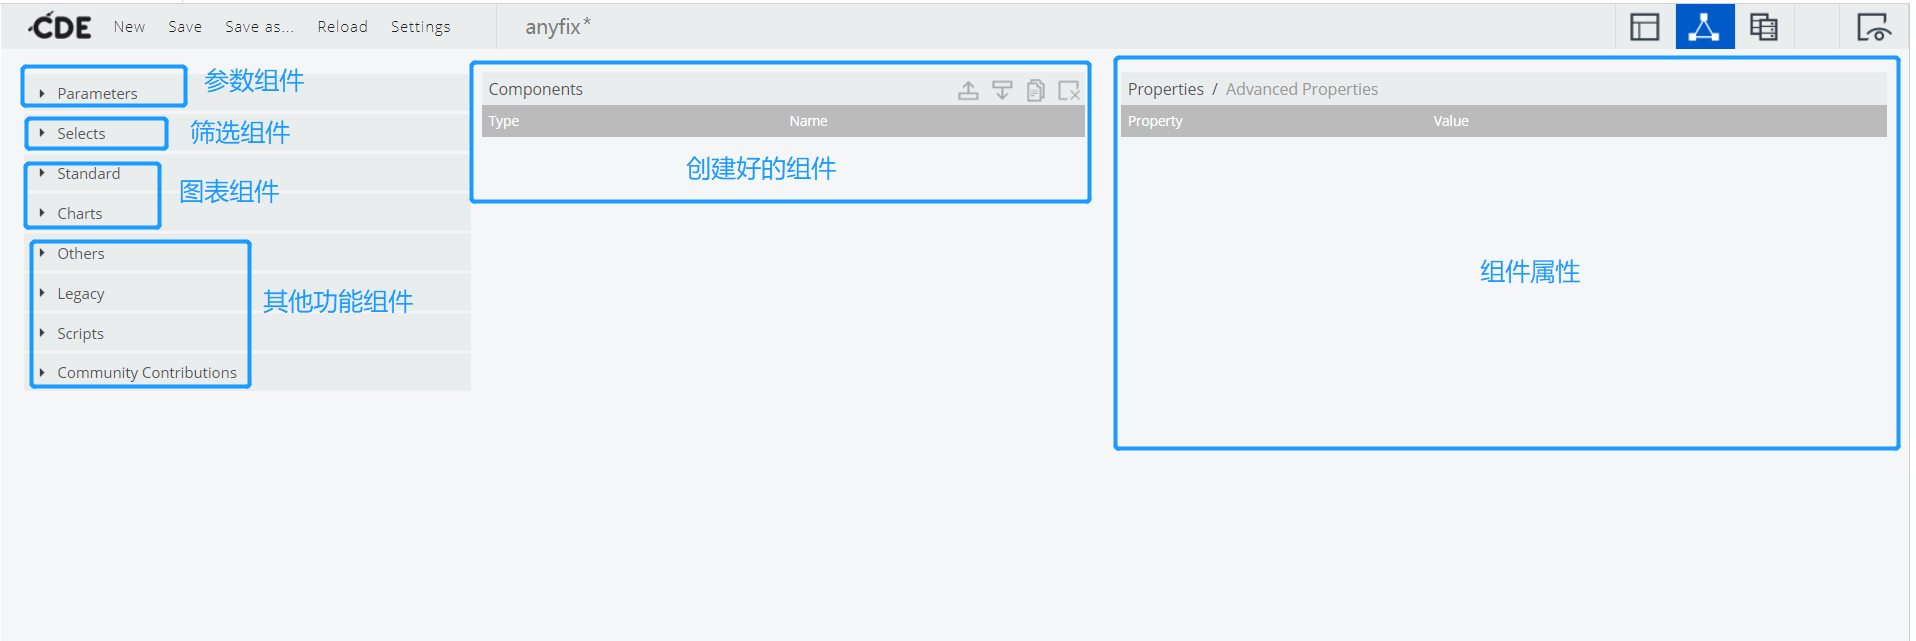 CDE New Save Save as... Reload Settings anyfix*
Parameters 参数组件
Selects 筛选组件
Standard
Charts
图表组件
Others
Legacy
Scripts
Community Contributions
其他功能组件
Components
Type Name
创建好的组件
Properties / Advanced Properties
Property Value
组件属性